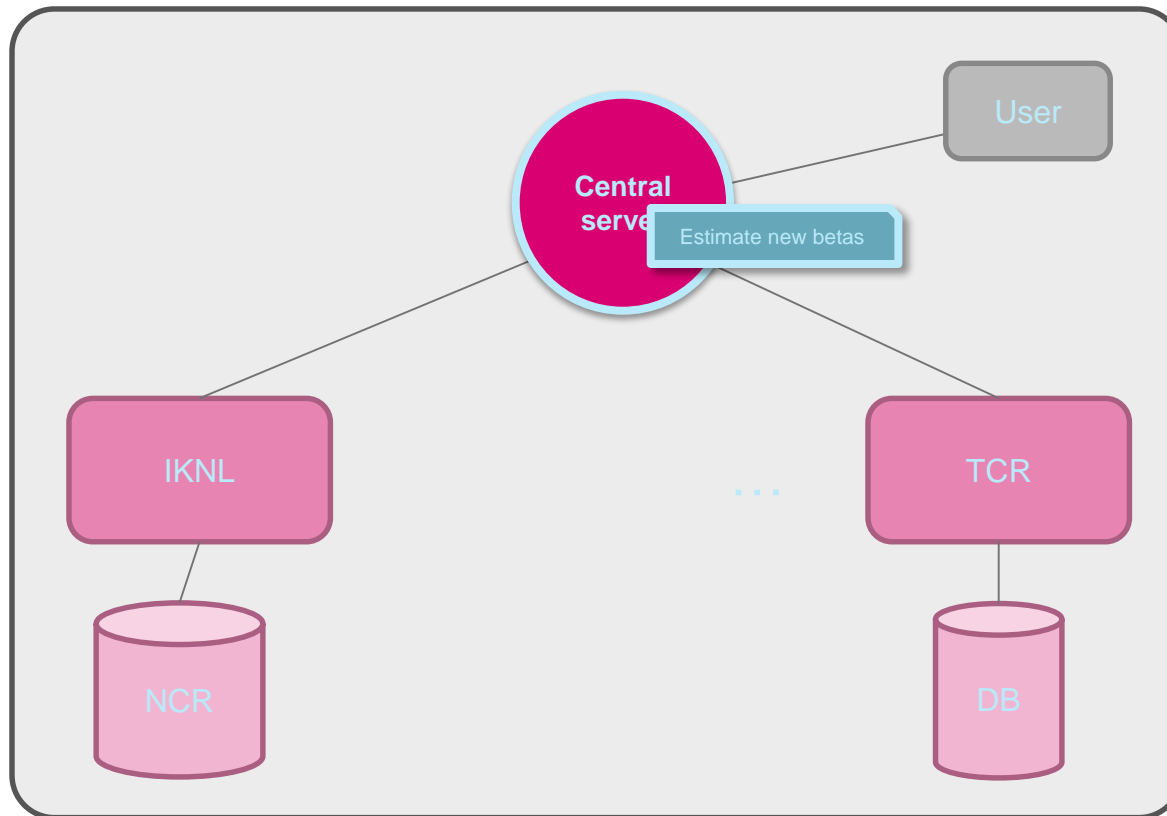 User
Central
serve
Estimate new betas
IKNL
. . .
TCR
NCR
DB